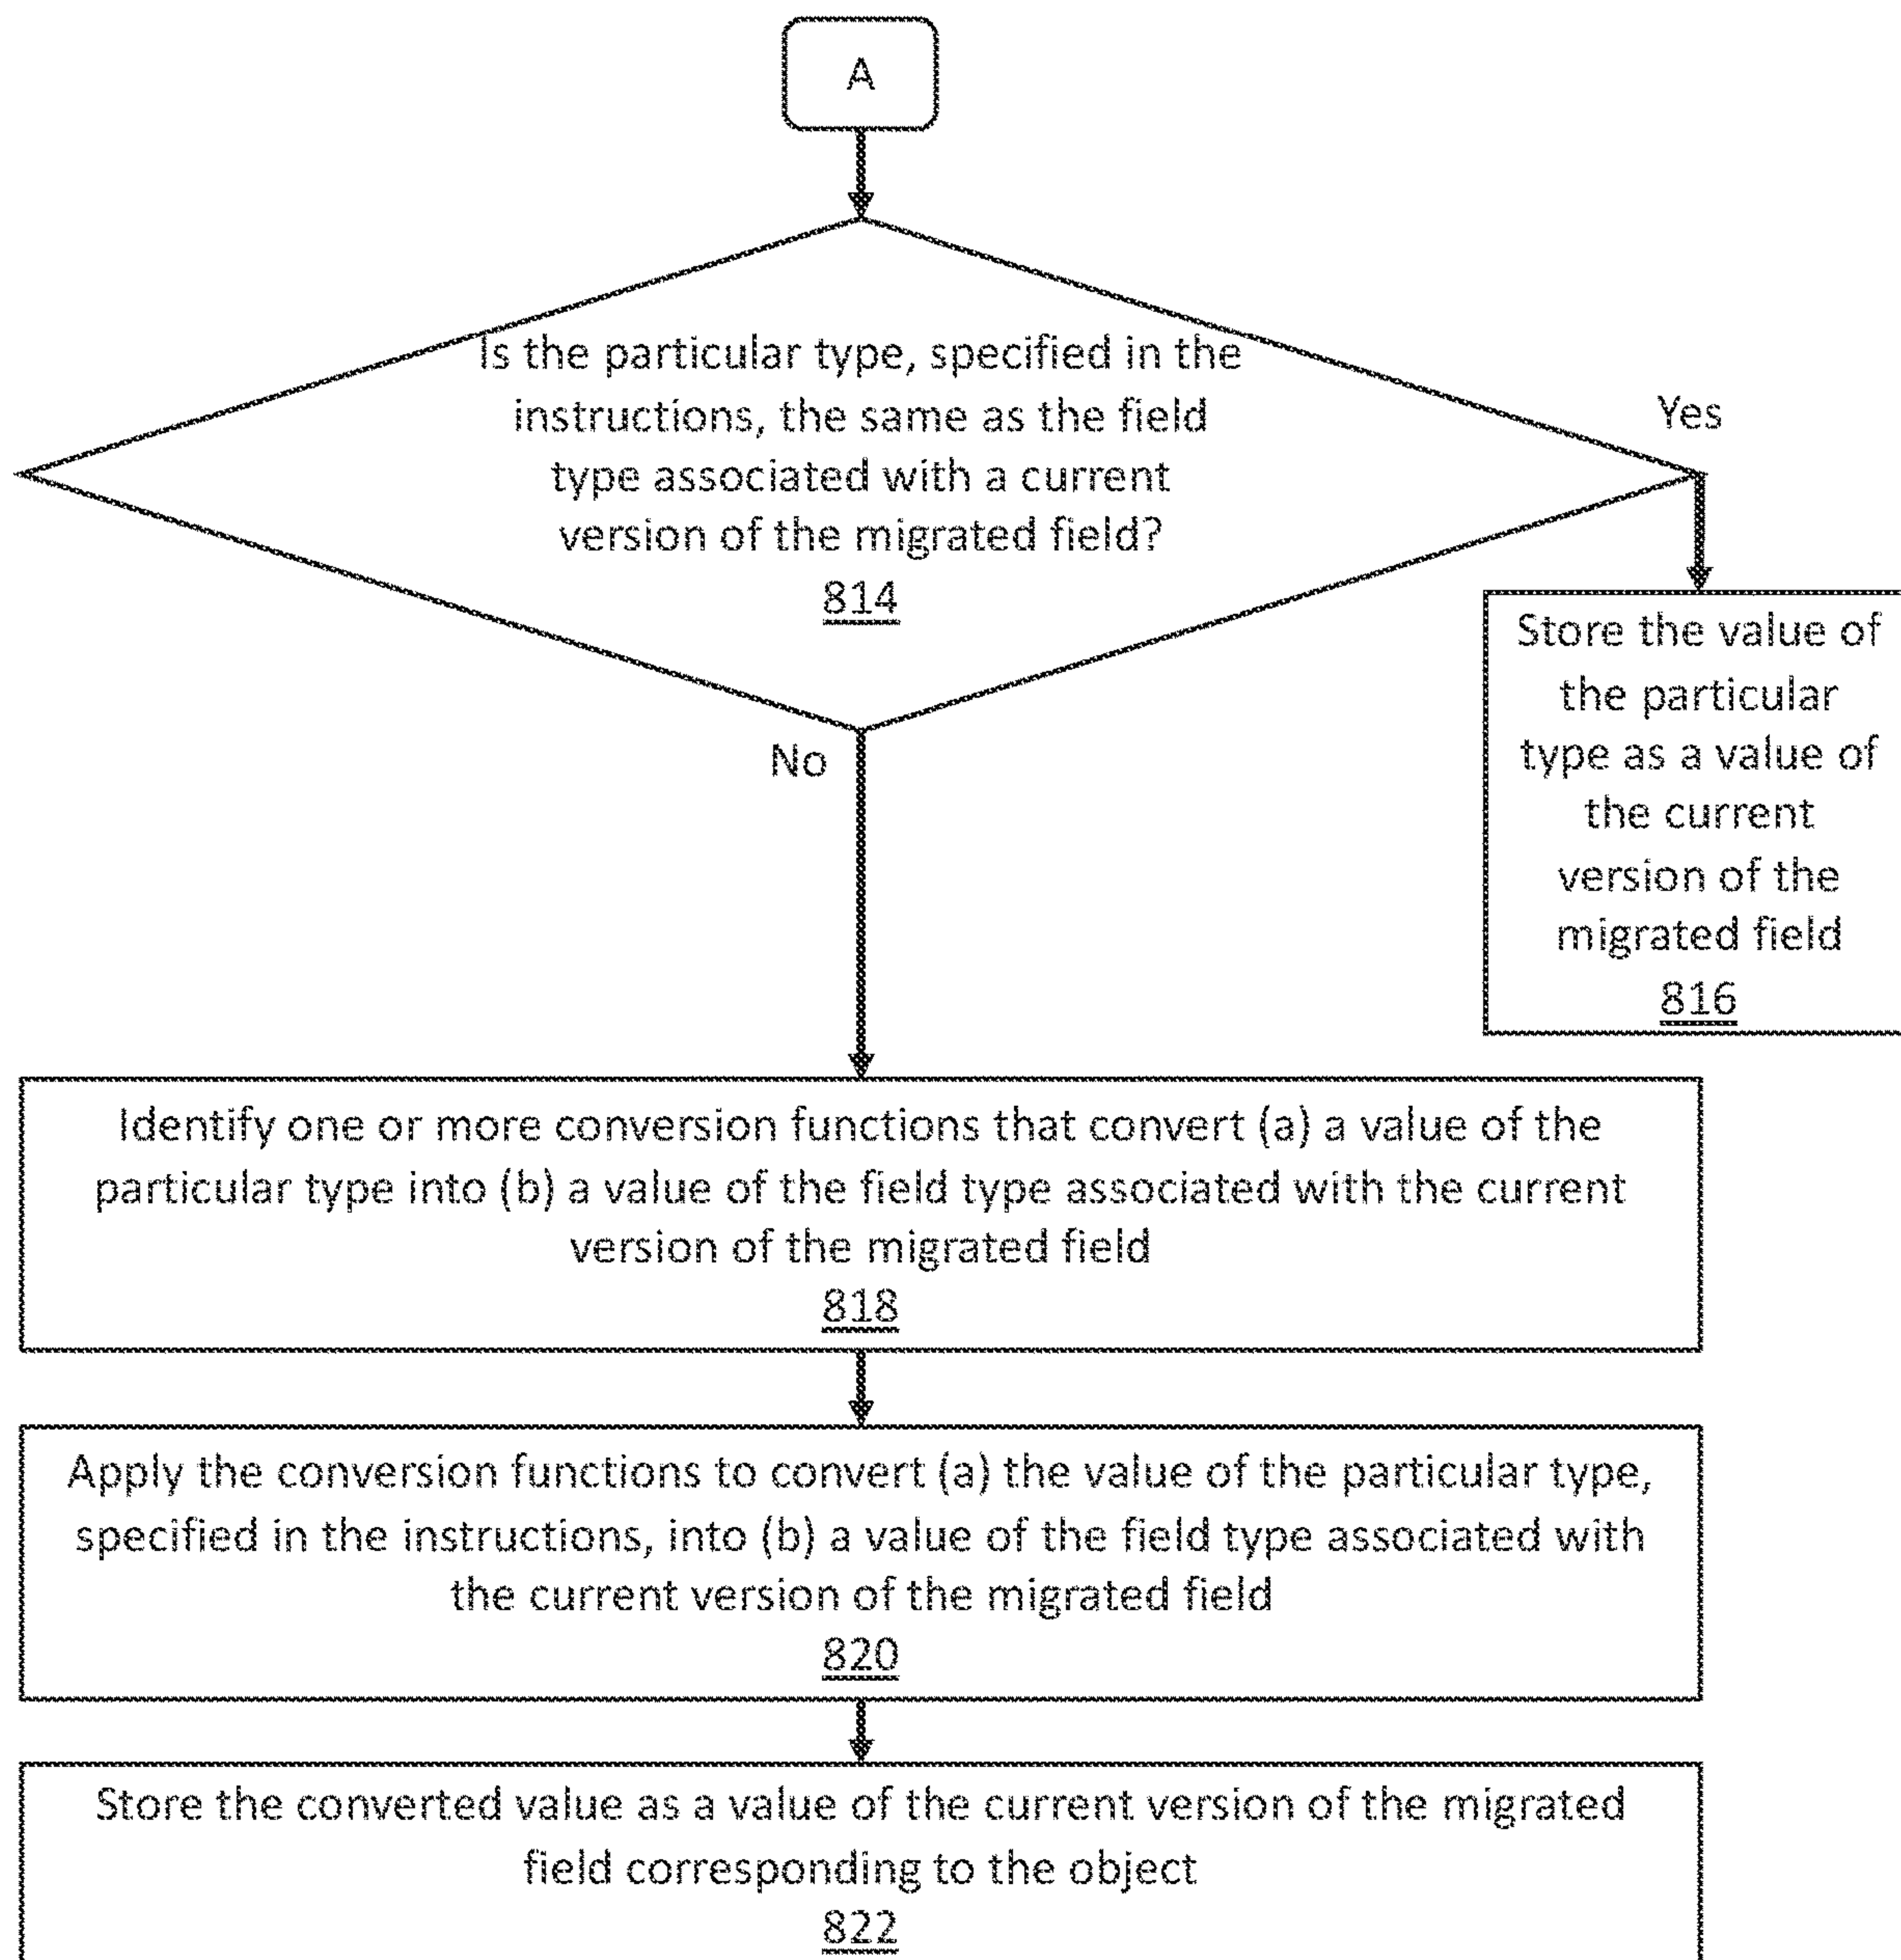 A
Is the particular type, specified in the
instructions, the same as the field
type associated with a current
version of the migrated field?
814
Yes
No
Store the value of
the particular
type as a value of
the current
version of the
migrated field
816
Identify one or more conversion functions that convert (a) a value of the
particular type into (b) a value of the field type associated with the current
version of the migrated field
818
Apply the conversion functions to convert (a) the value of the particular type,
specified in the instructions, into (b) a value of the field type associated with
the current version of the migrated field
820
Store the converted value as a value of the current version of the migrated
field corresponding to the object
822